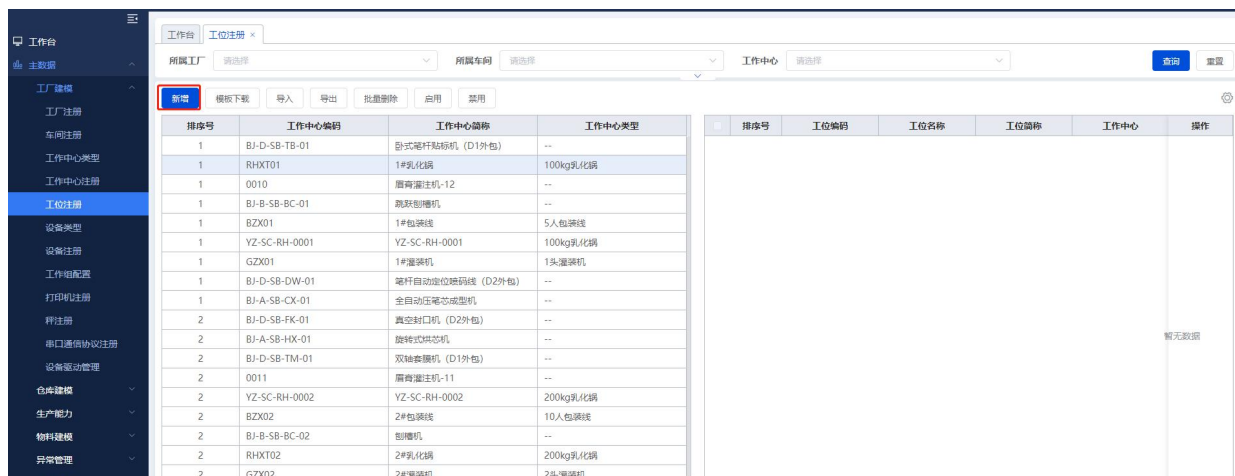 工作台
主数据
工厂建模
工厂注册
车间注册
工作中心类型
工作中心注册
工位注册
设备类型
设备注册
工作组配置
打印机注册
秤注册
串口通信协议注册
设备驱动管理
仓库建模
生产能力
物料建模
异常管理
工作台 工位注册 ×
所属工厂 请选择 所属车间 请选择 工作中心 请选择 查询 重置
新增 模板下载 导入 导出 批量删除 启用 禁用
排序号 工作中心编码 工作中心简称 工作中心类型
1 BJ-D-SB-TB-01 卧式笔杆贴标机（D1外包） --
1 RHXT01 1#乳化锅 100kg乳化锅
1 0010 眉膏灌注机-12 --
1 BJ-B-SB-BC-01 跳跃刨槽机 --
1 BZX01 1#包装线 5人包装线
1 YZ-SC-RH-0001 YZ-SC-RH-0001 100kg乳化锅
1 GZX01 1#灌装机 1头灌装机
1 BJ-D-SB-DW-01 笔杆自动定位喷码线（D2外包） --
1 BJ-A-SB-CX-01 全自动压笔芯成型机 --
2 BJ-D-SB-FK-01 真空封口机（D2外包） --
2 BJ-A-SB-HX-01 旋转式烘芯机 --
2 BJ-D-SB-TM-01 双轴套膜机（D1外包） --
2 0011 眉膏灌注机-11 --
2 YZ-SC-RH-0002 YZ-SC-RH-0002 200kg乳化锅
2 BZX02 2#包装线 10人包装线
2 BJ-B-SB-BC-02 刨槽机 --
2 RHXT02 2#乳化锅 200kg乳化锅
2 GZX02 2#灌装机 2头灌装机
排序号 工位编码 工位名称 工位简称 工作中心 操作
暂无数据